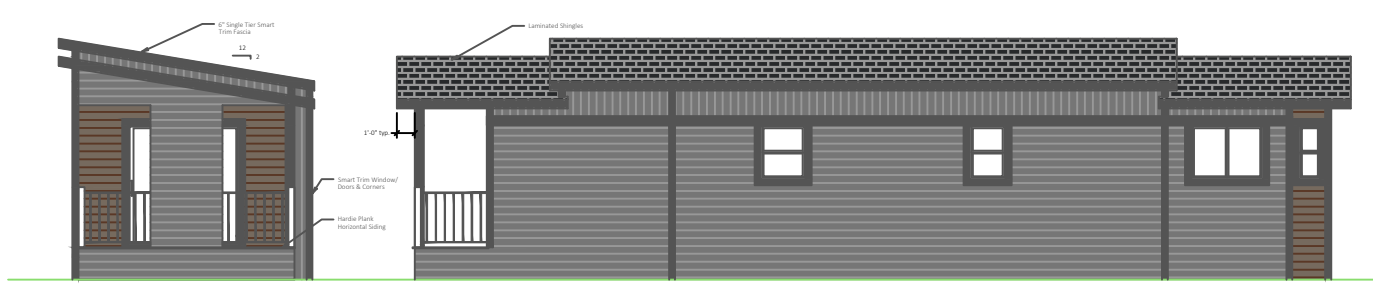 6" Single Tier Smart
Trim Fascia
12
2
Laminated Shingles
1'-0" typ.
Smart Trim Window/
Doors & Corners
Hardie Plank
Horizontal Siding